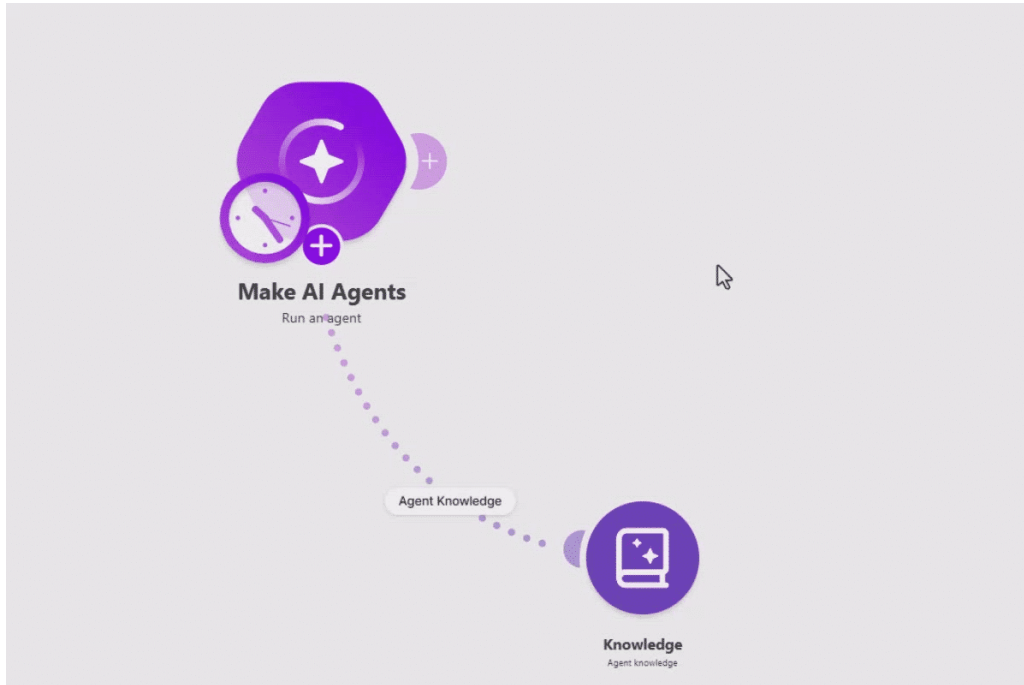 Make AI Agents
Run an agent
Agent Knowledge
Knowledge
Agent knowledge